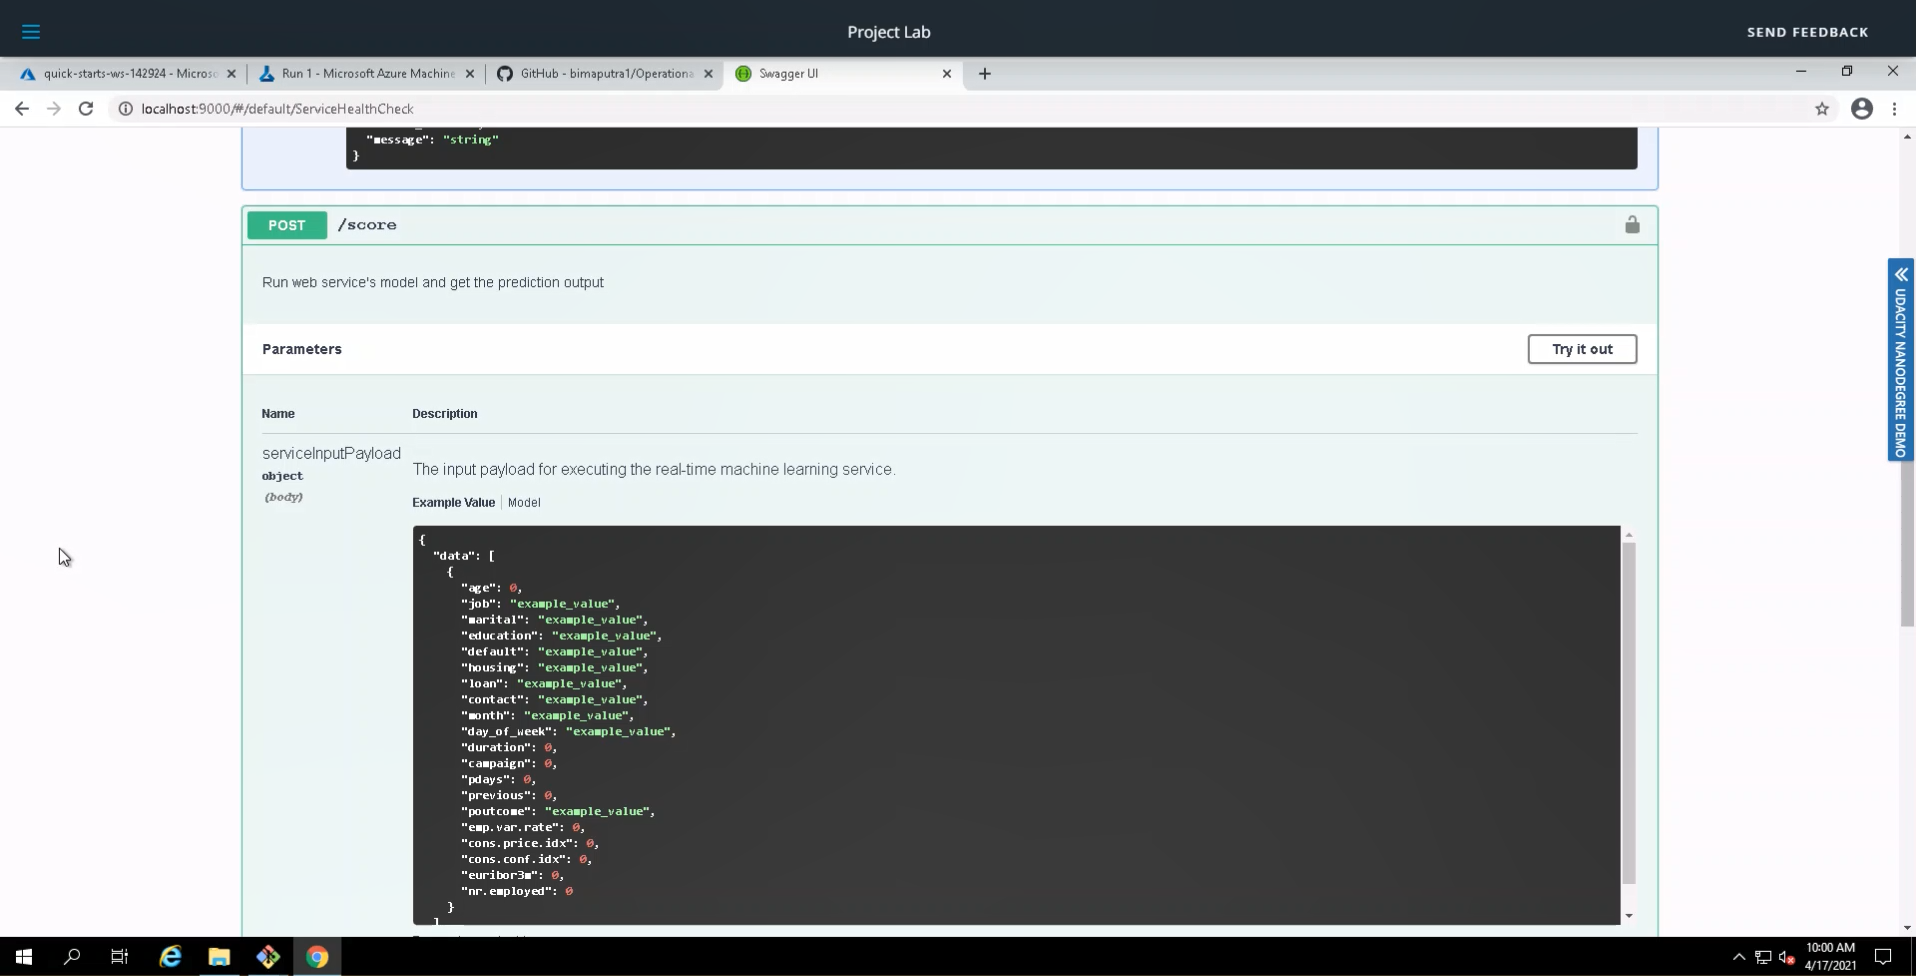 Project Lab
SEND FEEDBACK
quick-starts-ws-142924 - Micros
Run 1 - Microsoft Azure Machine
GitHub - bimaputra1/Operationa
Swagger UI
localhost:9000/#/default/ServiceHealthCheck
"message": "string"
}
POST /score
Run web service's model and get the prediction output
Parameters
Try it out
Name Description
serviceInputPayload
object
(body)
The input payload for executing the real-time machine learning service.
Example Value Model
{
"data": [
{
"age": 0,
"job": "example_value",
"marital": "example_value",
"education": "example_value",
"default": "example_value",
"housing": "example_value",
"loan": "example_value",
"contact": "example_value",
"month": "example_value",
"day_of_week": "example_value",
"duration": 0,
"campaign": 0,
"pdays": 0,
"previous": 0,
"poutcome": "example_value",
"emp.var.rate": 0,
"cons.price.idx": 0,
"cons.conf.idx": 0,
"euribor3m": 0,
"nr.employed": 0
}
]
UDACITY NANODEGREE DEMO
10:00 AM
4/17/2021